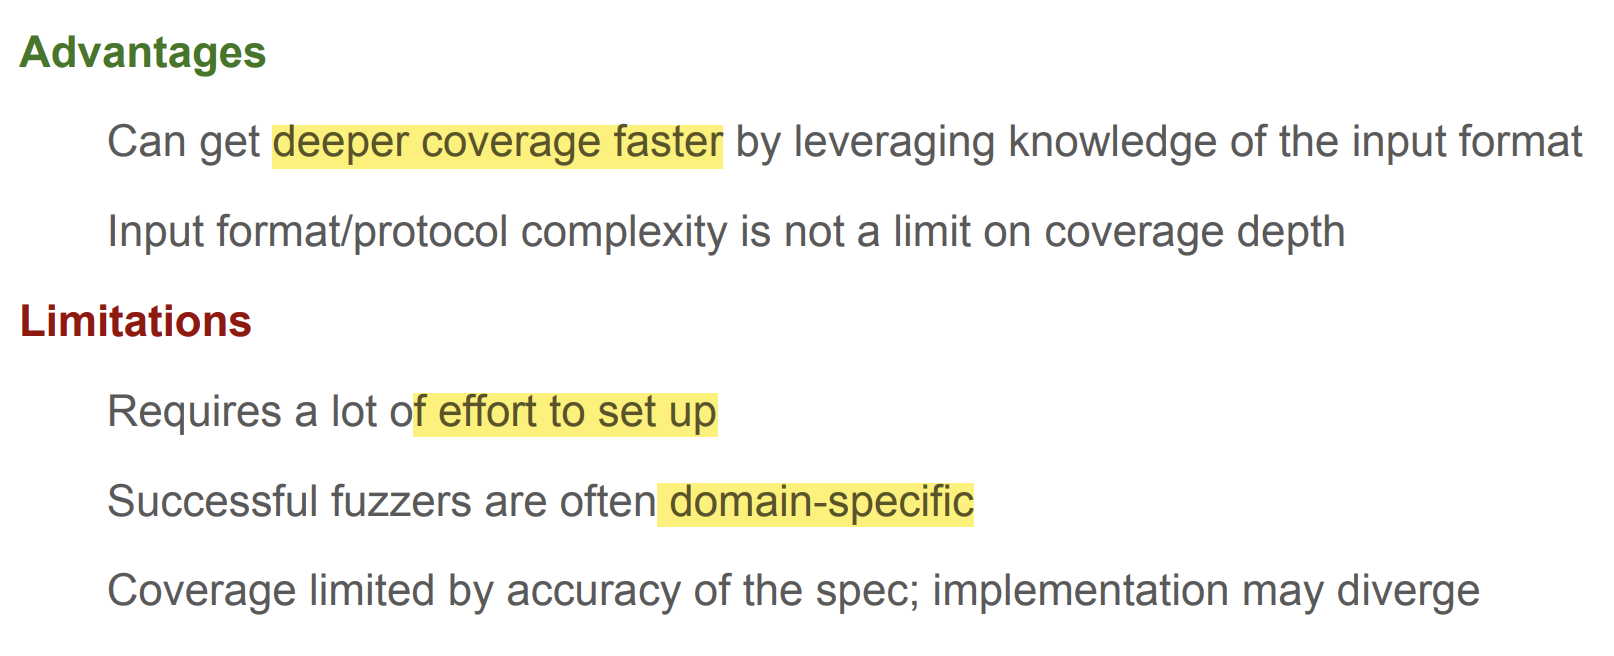 Advantages
Can get deeper coverage faster by leveraging knowledge of the input format
Input format/protocol complexity is not a limit on coverage depth
Limitations
Requires a lot of effort to set up
Successful fuzzers are often domain-specific
Coverage limited by accuracy of the spec; implementation may diverge